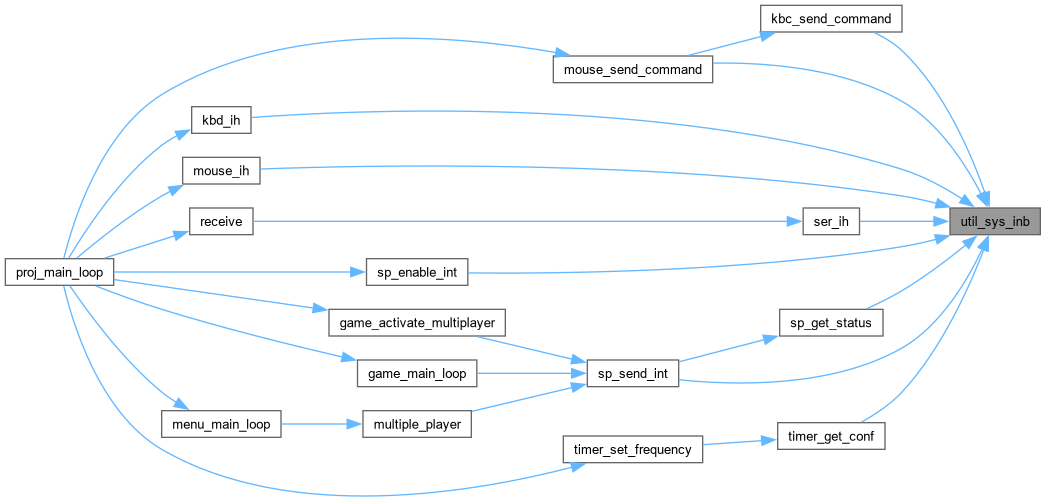 kbc_send_command
mouse_send_command
kbd_ih
mouse_ih
receive
ser_ih
util_sys_inb
proj_main_loop
sp_enable_int
game_activate_multiplayer
sp_get_status
game_main_loop
sp_send_int
menu_main_loop
multiple_player
timer_get_conf
timer_set_frequency